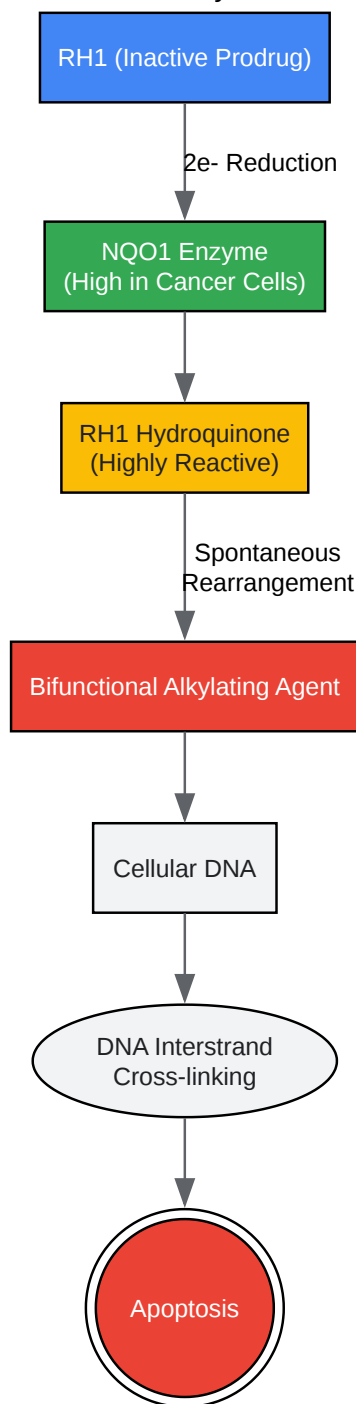 RH1 (Inactive Prodrug)
2e- Reduction
NQO1 Enzyme
(High in Cancer Cells)
RH1 Hydroquinone
(Highly Reactive)
Spontaneous
Rearrangement
Bifunctional Alkylating Agent
Cellular DNA
DNA Interstrand
Cross-linking
Apoptosis